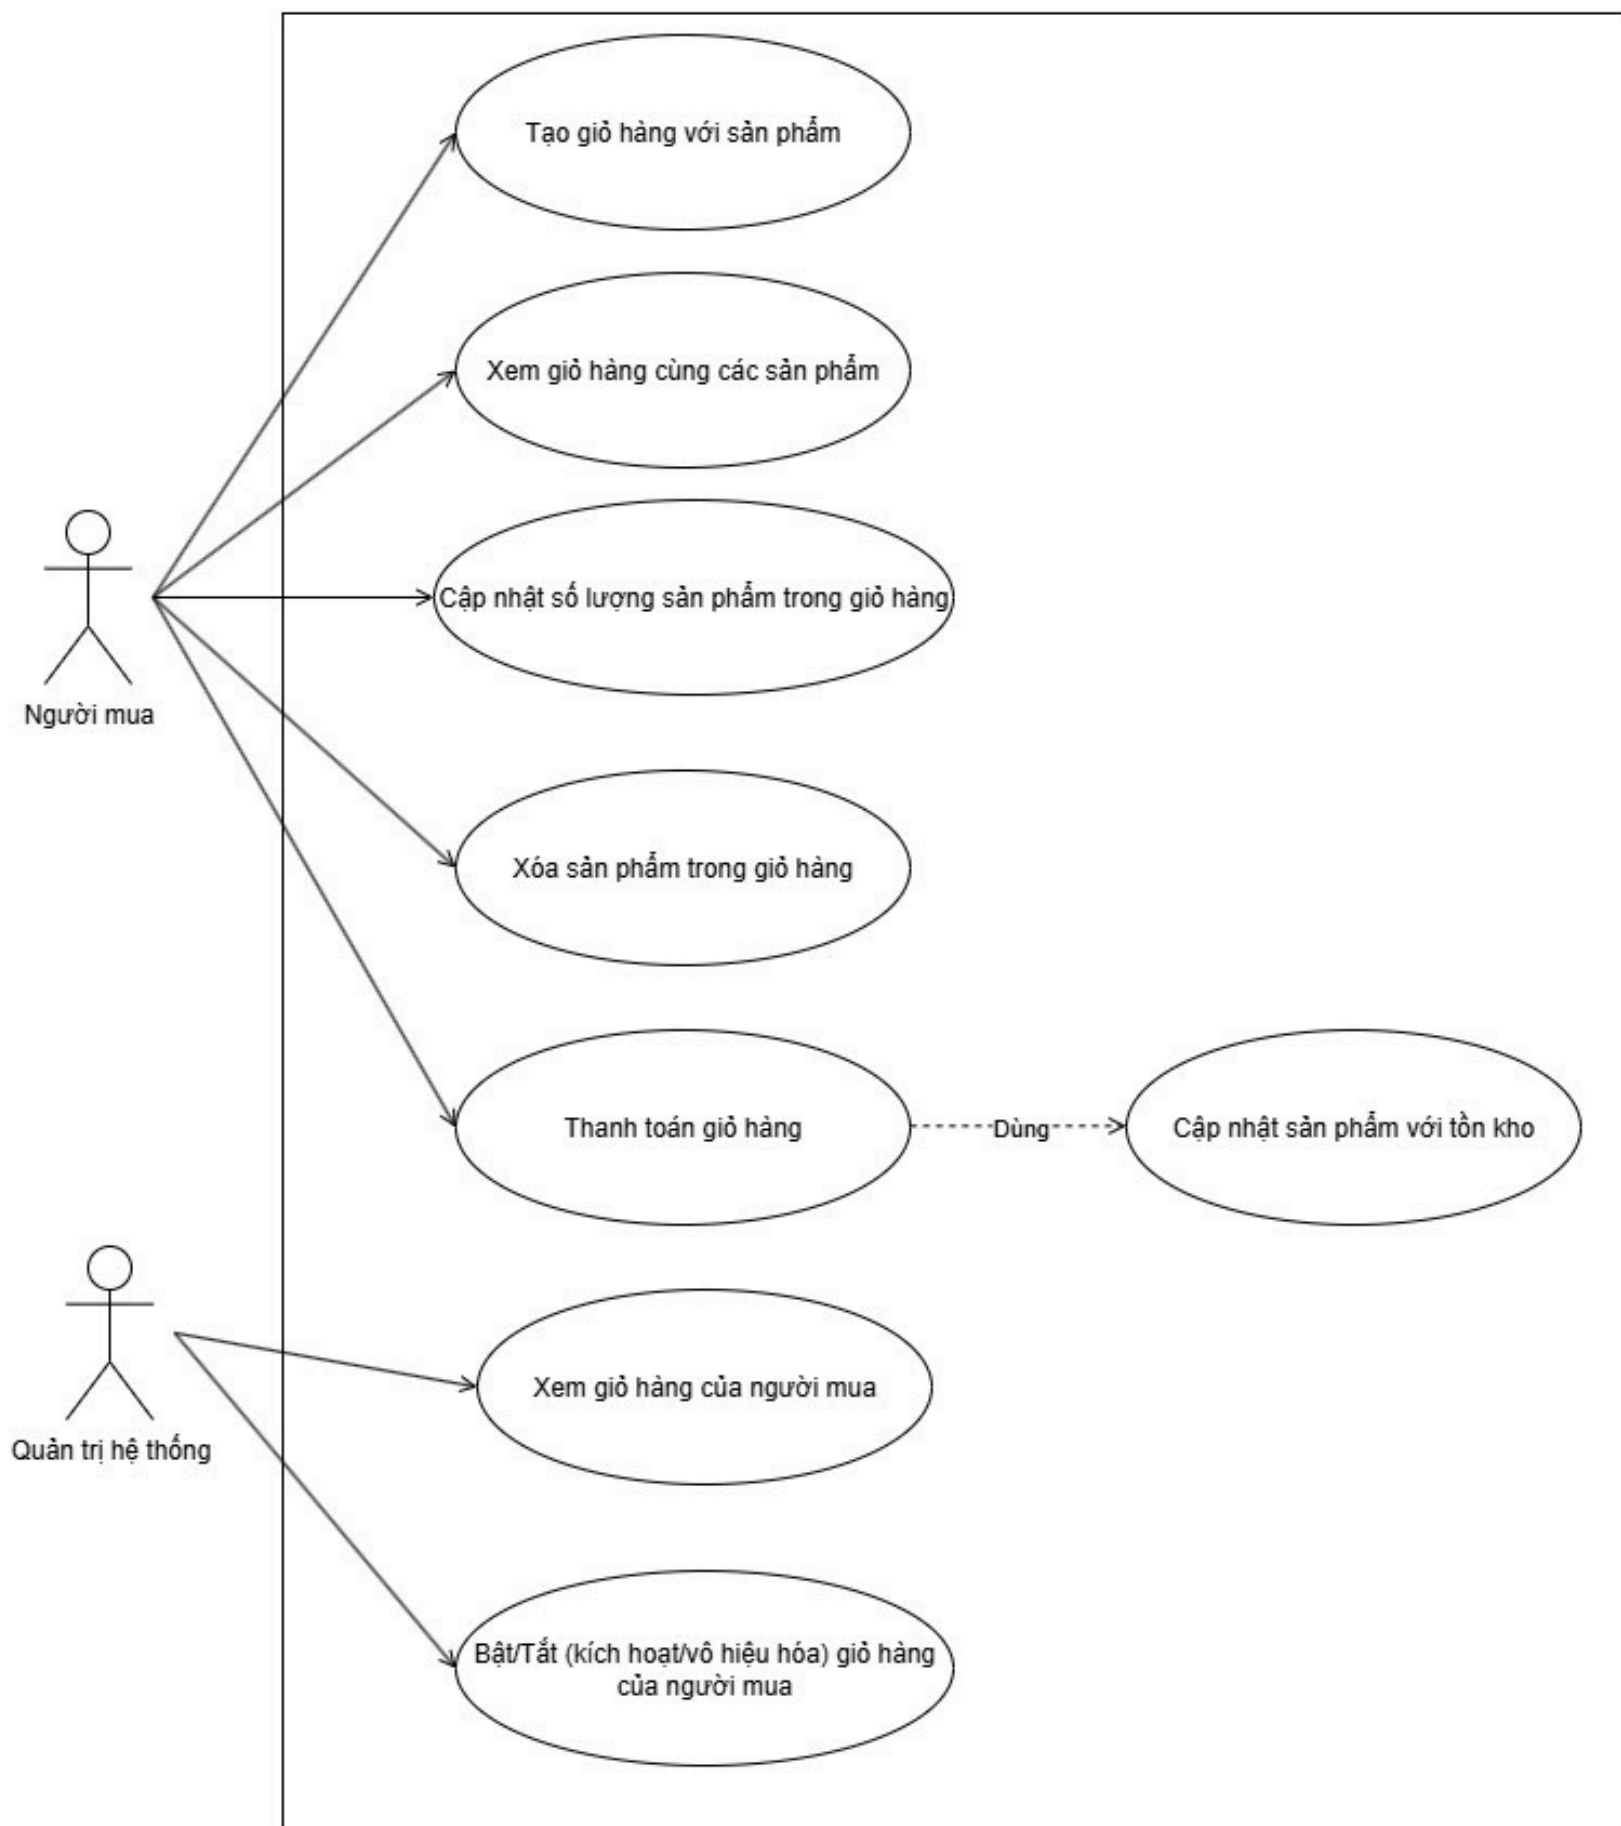 Tạo giỏ hàng với sản phẩm
Xem giỏ hàng cùng các sản phẩm
Cập nhật số lượng sản phẩm trong giỏ hàng
Người mua
Xóa sản phẩm trong giỏ hàng
Thanh toán giỏ hàng
Dùng
Cập nhật sản phẩm với tồn kho
Xem giỏ hàng của người mua
Quản trị hệ thống
Bật/Tắt (kích hoạt/vô hiệu hóa) giỏ hàng
của người mua